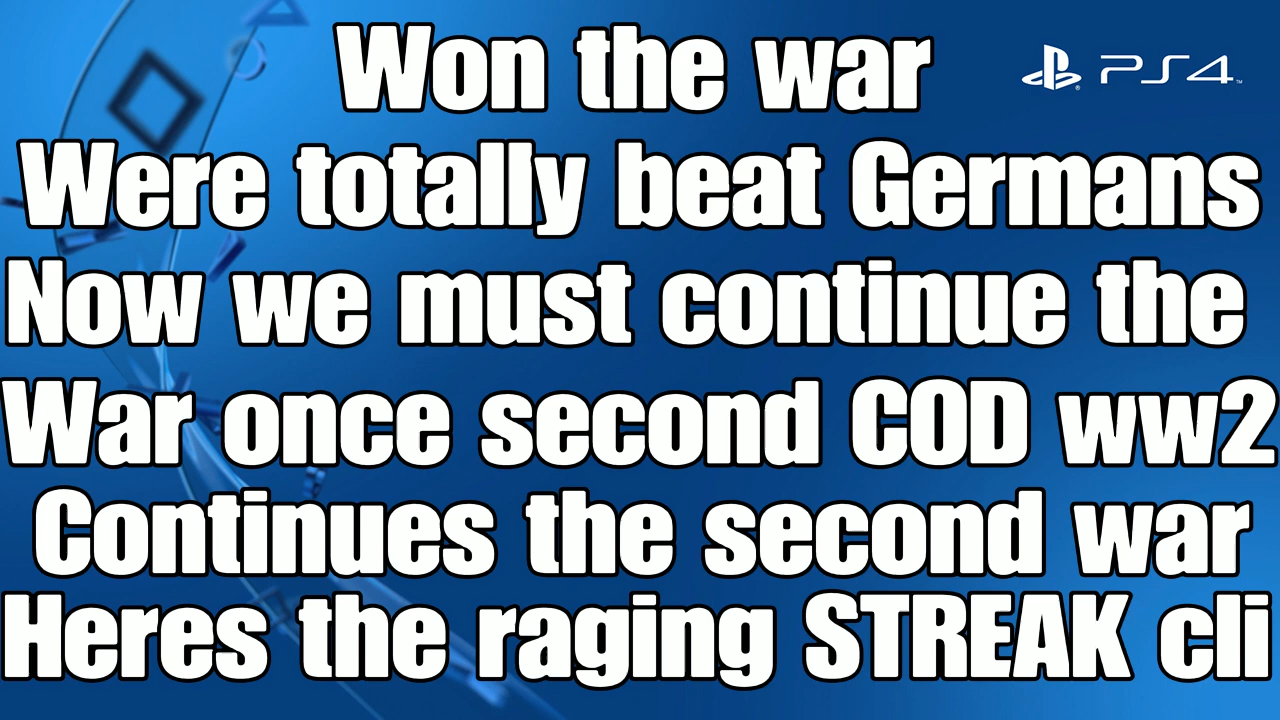 Won the war
PS4
Were totally beat Germans
Now we must continue the
War once second COD ww2
Continues the second war
Heres the raging STREAK cli